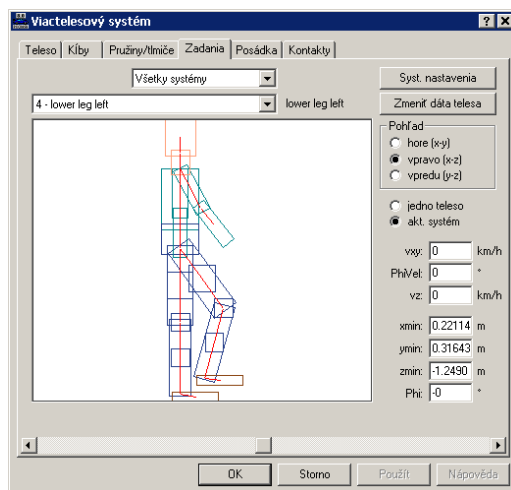 Viactelesový systém
Teleso Kĺby Pružiny/tlmiče Zadania Posádka Kontakty
Všetky systémy
Syst. nastavenia
4 - lower leg left lower leg left
Zmeniť dáta telesa
Pohľad
hore (x-y)
vpravo (x-z)
vpredu (y-z)
jedno teleso
akt. systém
vxy: 0 km/h
PhiVel: 0 °
vz: 0 km/h
xmin: 0.22114 m
ymin: 0.31643 m
zmin: -1.2490 m
Phi: -0 °
OK Storno Použít Nápověda